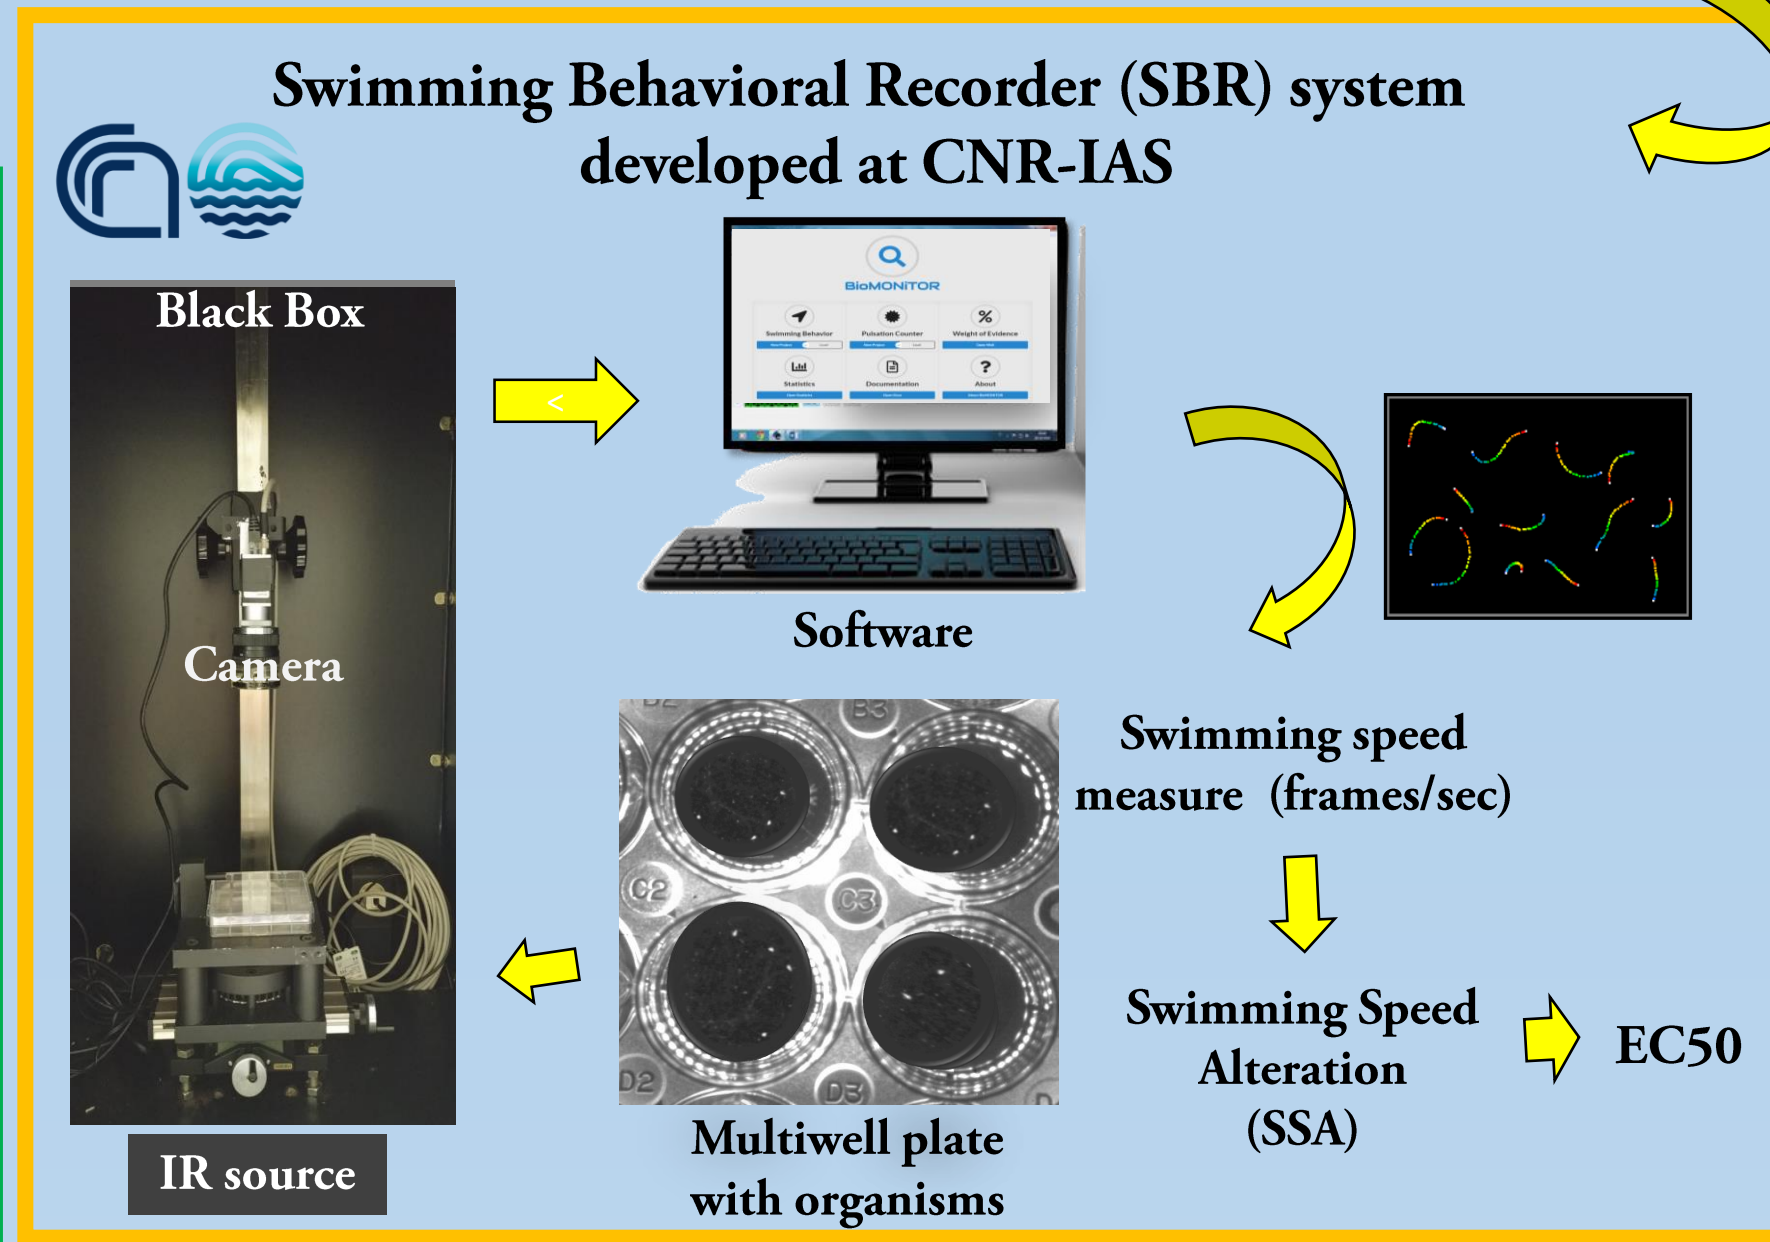 Swimming Behavioral Recorder (SBR) system
developed at CNR-IAS
Black Box
Camera
IR source
<
BioMONiTOR
Swimming Behavior
Pulsation Counter
Weight of Evidence
Statistics
Documentation
About
Software
B2
B3
C2
C3
D2
D3
Multiwell plate
with organisms
Swimming speed
measure (frames/sec)
Swimming Speed
Alteration
(SSA)
EC50